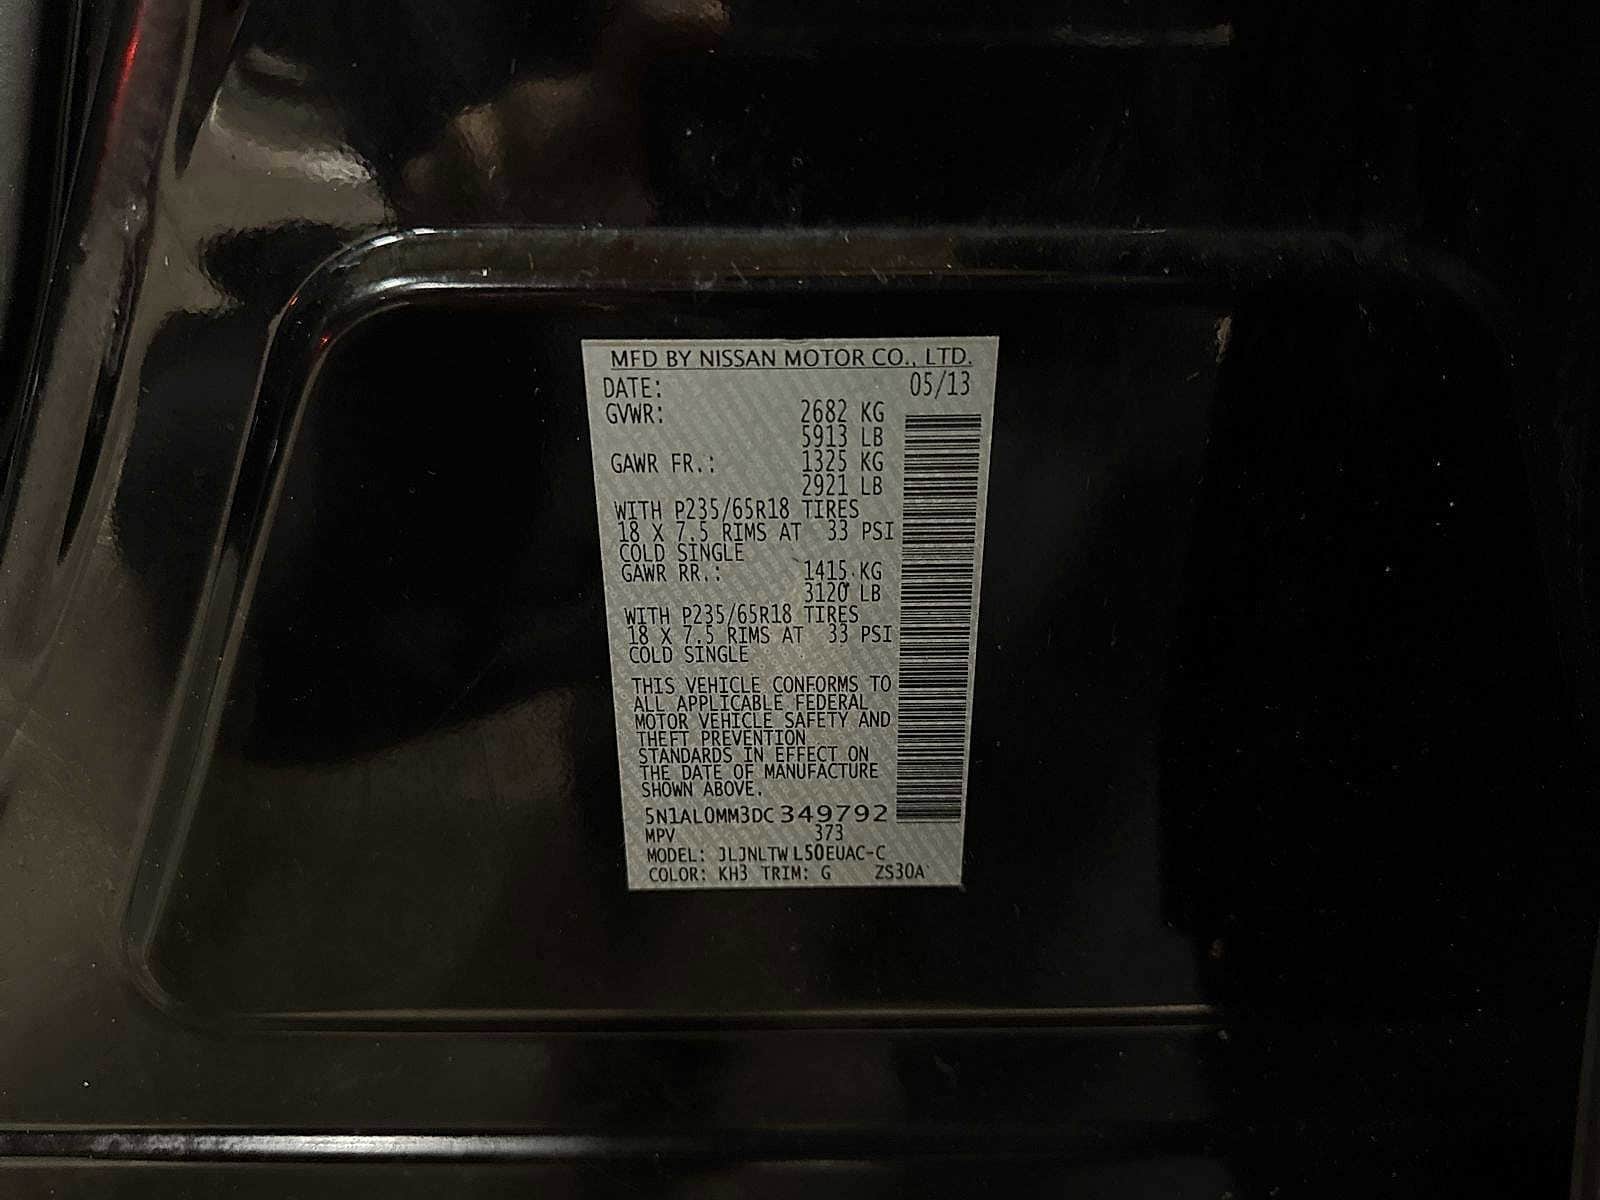 MFD BY NISSAN MOTOR CO., LTD.
DATE: 05/13
GVWR: 2682 KG
5913 LB
GAWR FR.: 1325 KG
2921 LB
WITH P235/65R18 TIRES
18 X 7.5 RIMS AT 33 PSI
COLD SINGLE
GAWR RR.: 1415 KG
3120 LB
WITH P235/65R18 TIRES
18 X 7.5 RIMS AT 33 PSI
COLD SINGLE
THIS VEHICLE CONFORMS TO
ALL APPLICABLE FEDERAL
MOTOR VEHICLE SAFETY AND
THEFT PREVENTION
STANDARDS IN EFFECT ON
THE DATE OF MANUFACTURE
SHOWN ABOVE.
5N1AL0MM3DC349792
MPV 373
MODEL: JLJNLTWL50EUAC-C
COLOR: KH3 TRIM: G ZS30A